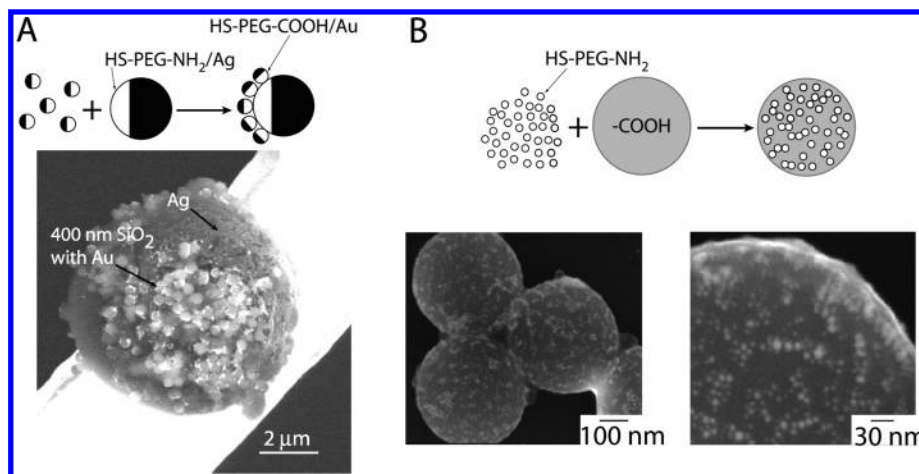 A
HS-PEG-COOH/Au
HS-PEG-NH₂/Ag
Ag
400 nm SiO₂
with Au
2 μm
B
HS-PEG-NH₂
-COOH
100 nm
30 nm